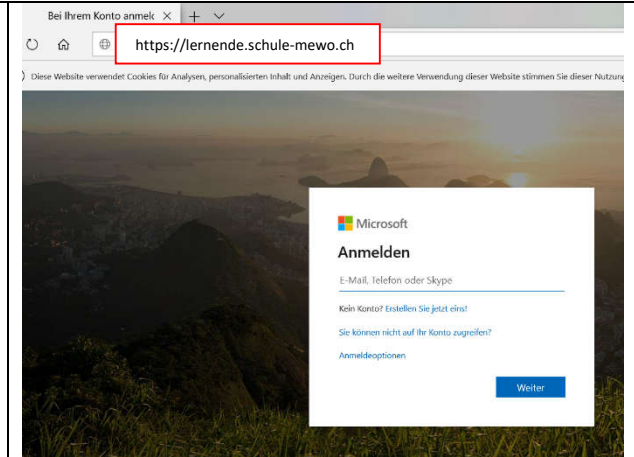 Bei Ihrem Konto anmelc
https://lernende.schule-mewo.ch
Diese Website verwendet Cookies für Analysen, personalisierten Inhalt und Anzeigen. Durch die weitere Verwendung dieser Website stimmen Sie dieser Nutzung
Microsoft
Anmelden
E-Mail, Telefon oder Skype
Kein Konto? Erstellen Sie jetzt eins!
Sie können nicht auf Ihr Konto zugreifen?
Anmeldeoptionen
Weiter